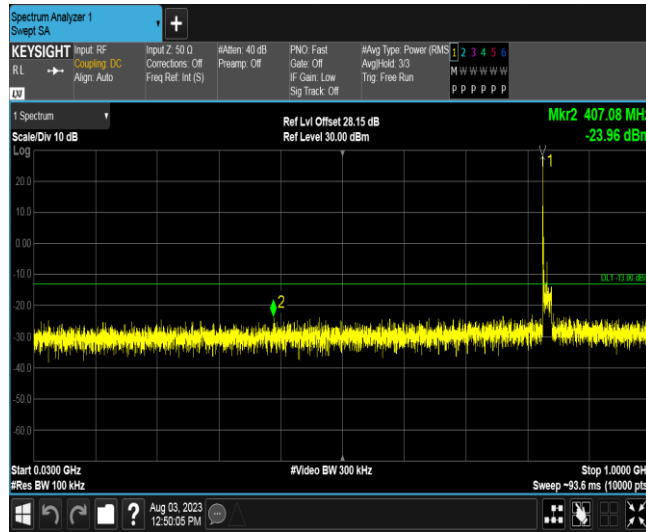 Spectrum Analyzer 1
Swept SA
+
KEYSIGHT Input: RF Input Z: 50 Ω #Atten: 40 dB PNO: Fast #Avg Type: Power (RMS 1 2 3 4 5 6
RL Coupling: DC Corrections: Off Preamp: Off Gate: Off Avg|Hold: 3/3 M W W W W W
Align: Auto Freq Ref: Int (S) IF Gain: Low Trig: Free Run
Sig Track: Off P P P P P P
LXI
1 Spectrum Ref Lvl Offset 28.15 dB Mkr2 407.08 MHz
Scale/Div 10 dB Ref Level 30.00 dBm -23.96 dBm
Log
1
20.0
10.0
0.00
-10.0
DL1 -13.00 dBm
2
-20.0
-30.0
-40.0
-50.0
-60.0
Start 0.0300 GHz #Video BW 300 kHz Stop 1.0000 GH
#Res BW 100 kHz Sweep ~93.6 ms (10000 pts
? Aug 03, 2023
12:50:05 PM